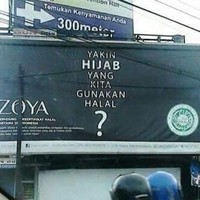 Temukan Kenyamanan Anda
300meter
YAKIN
HIJAB
YANG
KITA
GUNAKAN
HALAL
?
ZOYA